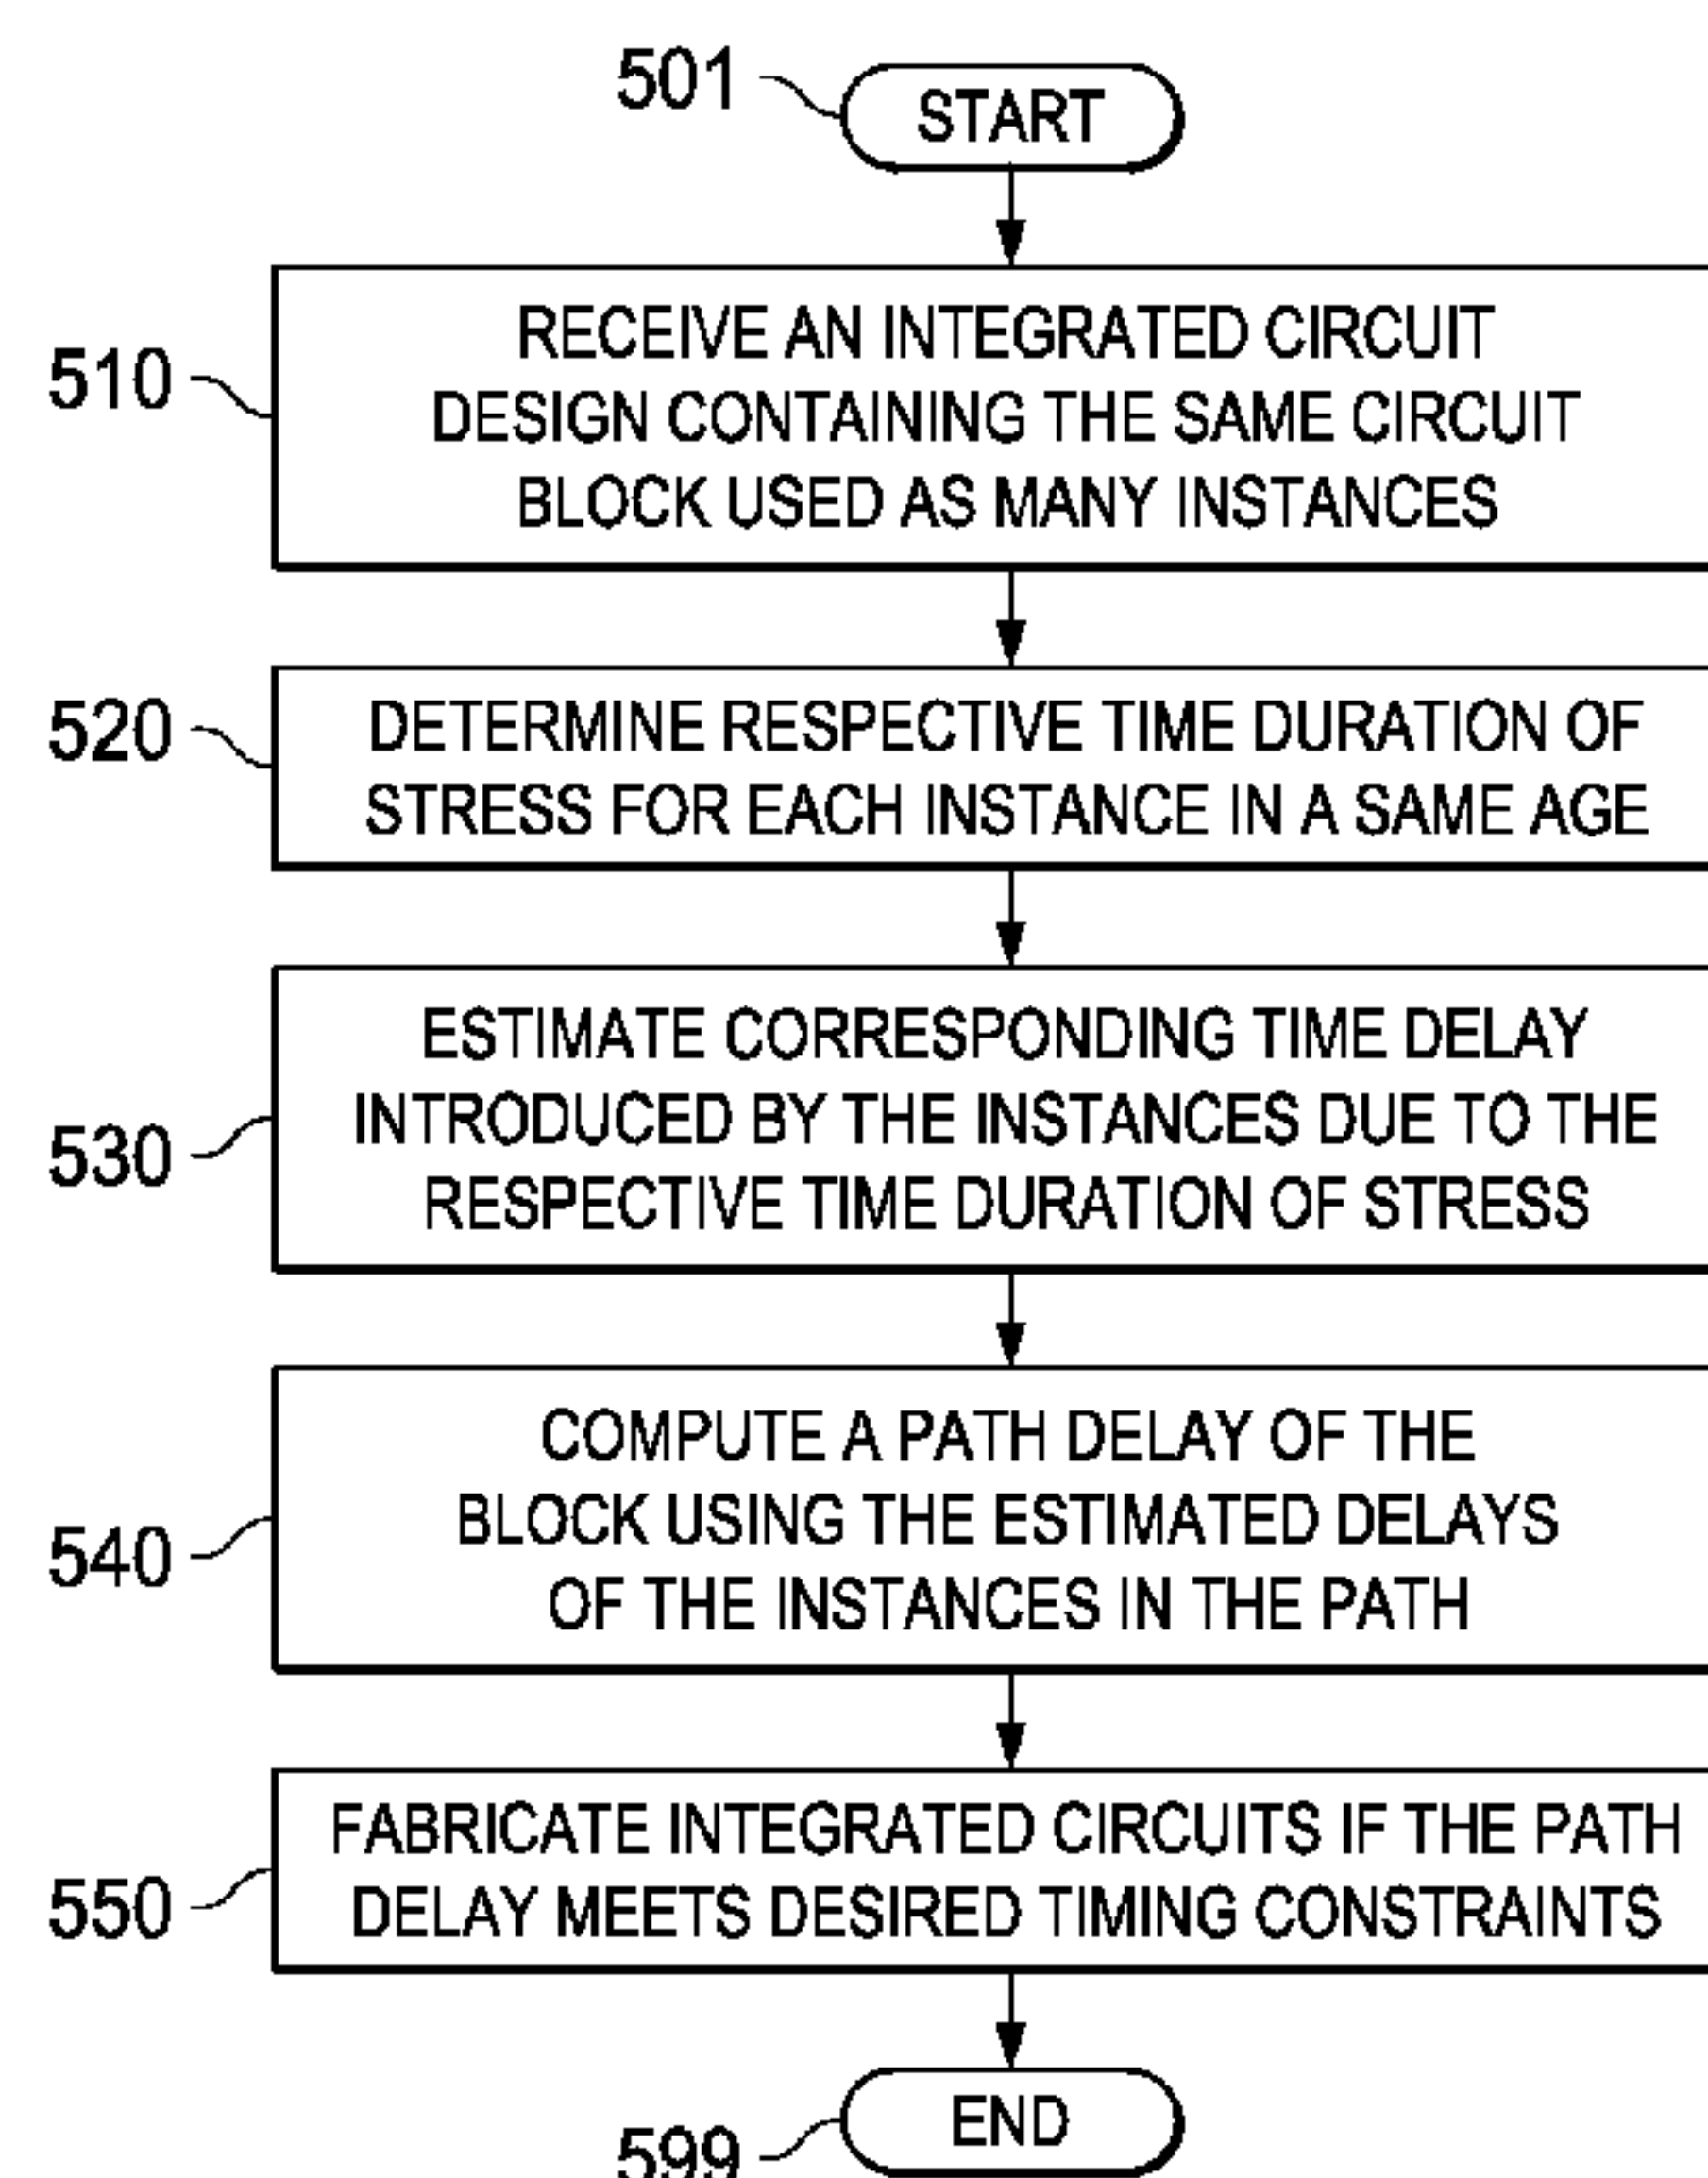 501
START
510
RECEIVE AN INTEGRATED CIRCUIT
DESIGN CONTAINING THE SAME CIRCUIT
BLOCK USED AS MANY INSTANCES
520
DETERMINE RESPECTIVE TIME DURATION OF
STRESS FOR EACH INSTANCE IN A SAME AGE
530
ESTIMATE CORRESPONDING TIME DELAY
INTRODUCED BY THE INSTANCES DUE TO THE
RESPECTIVE TIME DURATION OF STRESS
540
COMPUTE A PATH DELAY OF THE
BLOCK USING THE ESTIMATED DELAYS
OF THE INSTANCES IN THE PATH
550
FABRICATE INTEGRATED CIRCUITS IF THE PATH
DELAY MEETS DESIRED TIMING CONSTRAINTS
599
END